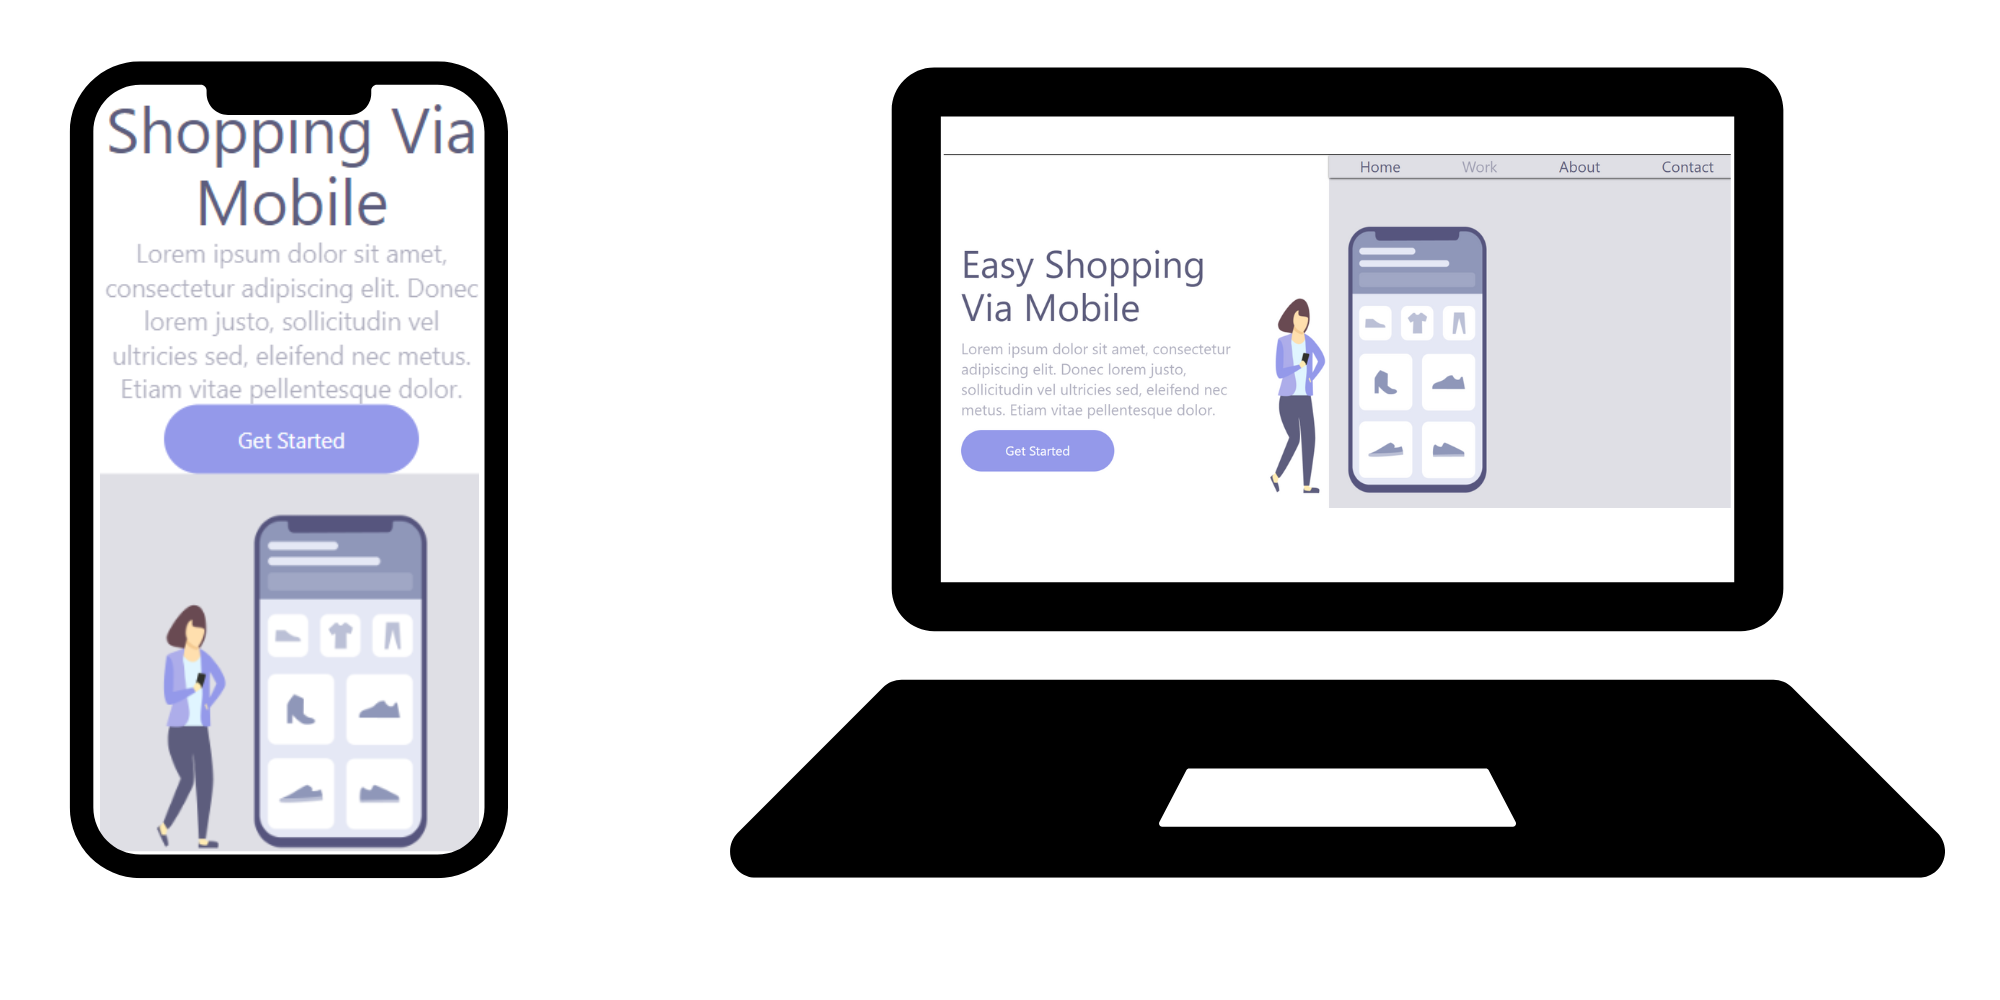 Shopping Via
Mobile
Lorem ipsum dolor sit amet,
consectetur adipiscing elit. Donec
lorem justo, sollicitudin vel
ultricies sed, eleifend nec metus.
Etiam vitae pellentesque dolor.
Get Started
Home Work About Contact
Easy Shopping
Via Mobile
Lorem ipsum dolor sit amet, consectetur
adipiscing elit. Donec lorem justo,
sollicitudin vel ultricies sed, eleifend nec
metus. Etiam vitae pellentesque dolor.
Get Started